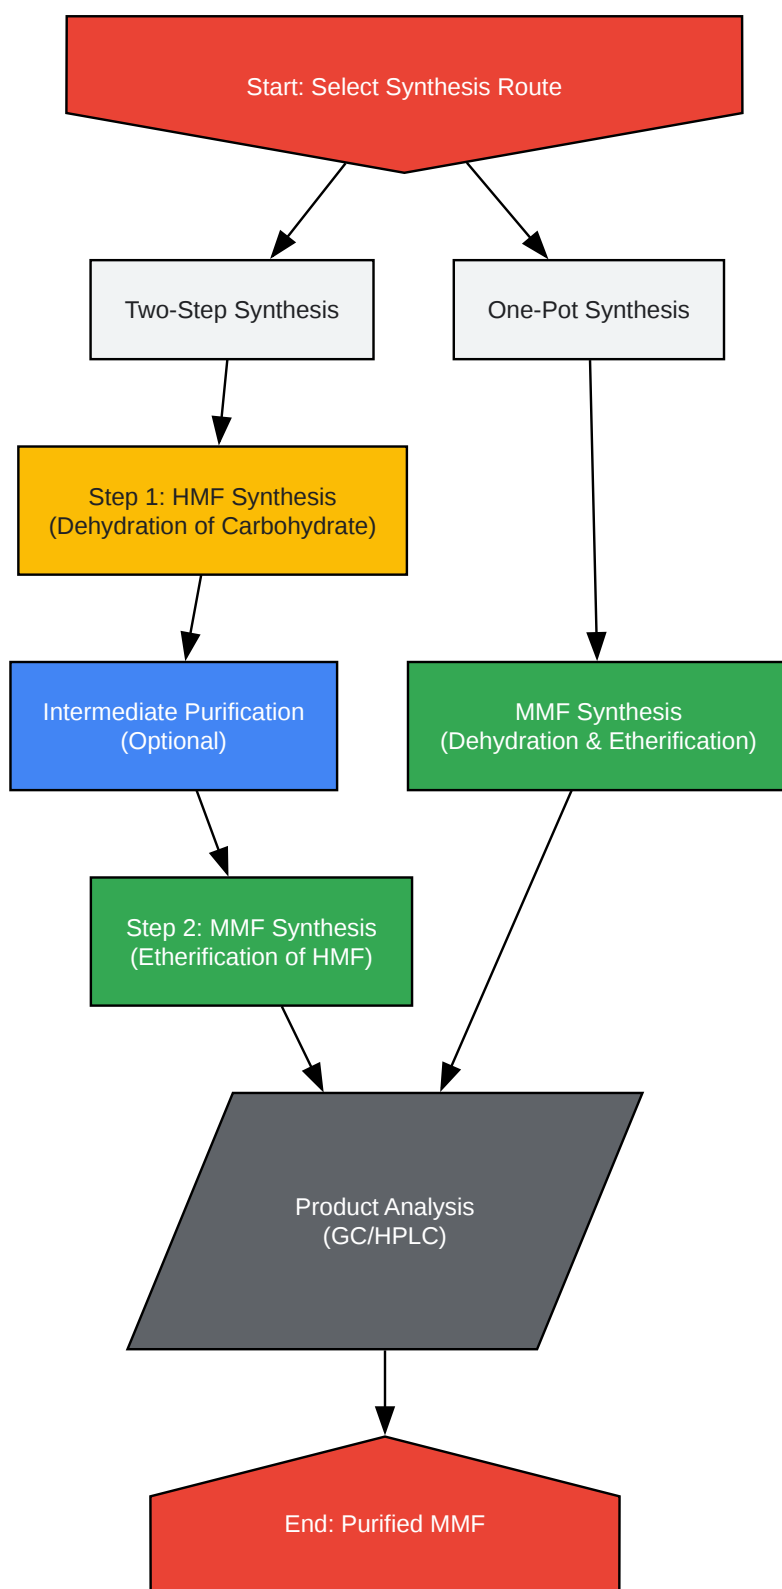 Start: Select Synthesis Route
Two-Step Synthesis
One-Pot Synthesis
Step 1: HMF Synthesis
(Dehydration of Carbohydrate)
Intermediate Purification
(Optional)
MMF Synthesis
(Dehydration & Etherification)
Step 2: MMF Synthesis
(Etherification of HMF)
Product Analysis
(GC/HPLC)
End: Purified MMF